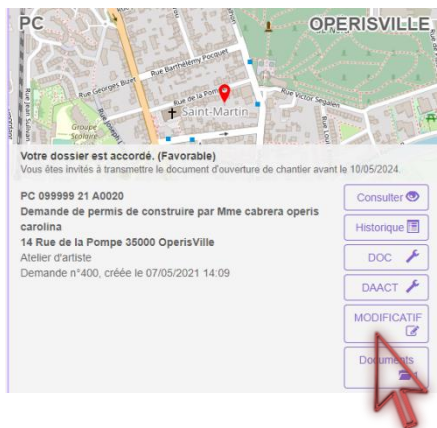 PC
OPERISVILLE
Rue Barthélemy Pocquet
Rue Georges Bizet
Rue de la Pompe
Rue Victor Segalen
Saint-Martin
Groupe
Scolaire
Rue Jean
Rue Joseph
Votre dossier est accordé. (Favorable)
Vous êtes invités à transmettre le document d'ouverture de chantier avant le 10/05/2024.
PC 099999 21 A0020
Demande de permis de construire par Mme cabrera operis
carolina
14 Rue de la Pompe 35000 OperisVille
Atelier d'artiste
Demande n°400, créée le 07/05/2021 14:09
Consulter
Historique
DOC
DAACT
MODIFICATIF
Documents